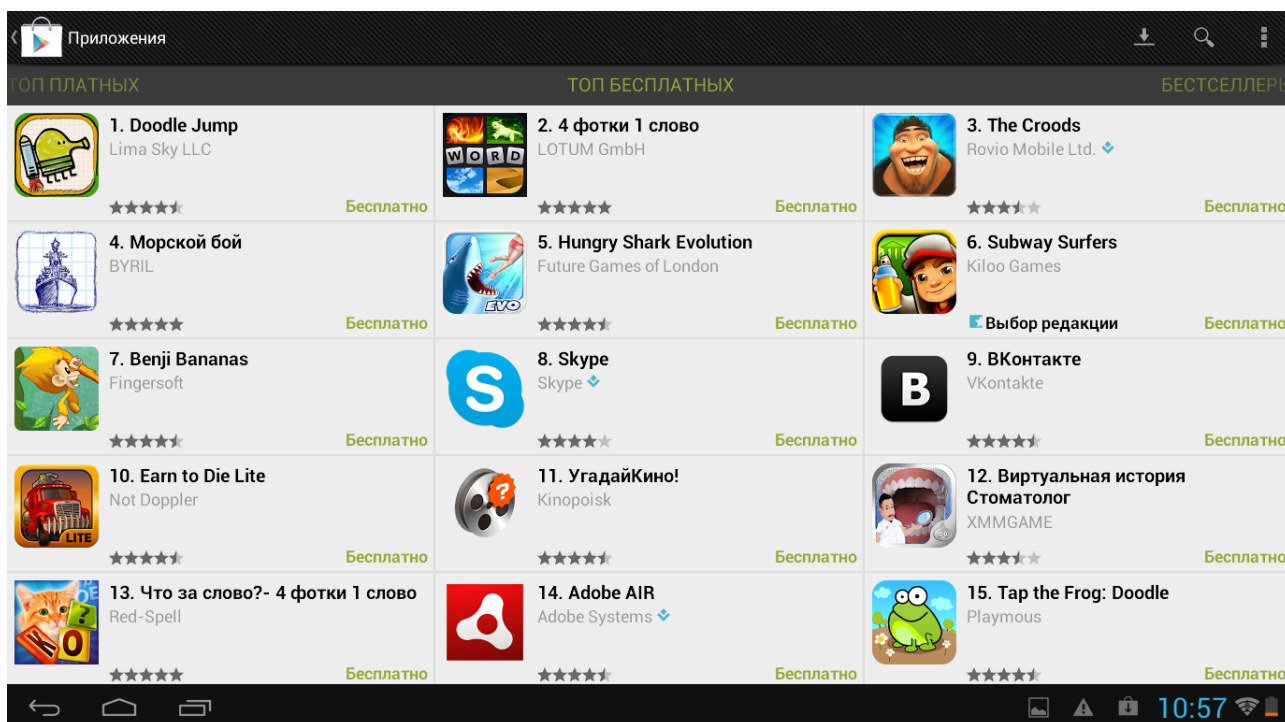 Приложения
ТОП ПЛАТНЫХ
ТОП БЕСПЛАТНЫХ
БЕСТСЕЛЛЕРЫ
1. Doodle Jump
Lima Sky LLC
Бесплатно
WORD
2. 4 фотки 1 слово
LOTUM GmbH
Бесплатно
3. The Croods
Rovio Mobile Ltd.
Бесплатно
4. Морской бой
BYRIL
Бесплатно
EVO
5. Hungry Shark Evolution
Future Games of London
Бесплатно
6. Subway Surfers
Kiloo Games
Выбор редакции
Бесплатно
7. Benji Bananas
Fingersoft
Бесплатно
S
8. Skype
Skype
Бесплатно
В
9. ВКонтакте
VKontakte
Бесплатно
LITE
10. Earn to Die Lite
Not Doppler
Бесплатно
?
11. УгадайКино!
Kinopoisk
Бесплатно
12. Виртуальная история
Стоматолог
XMMGAME
Бесплатно
КО?
13. Что за слово?- 4 фотки 1 слово
Red-Spell
Бесплатно
14. Adobe AIR
Adobe Systems
Бесплатно
15. Tap the Frog: Doodle
Playmous
Бесплатно
10:57